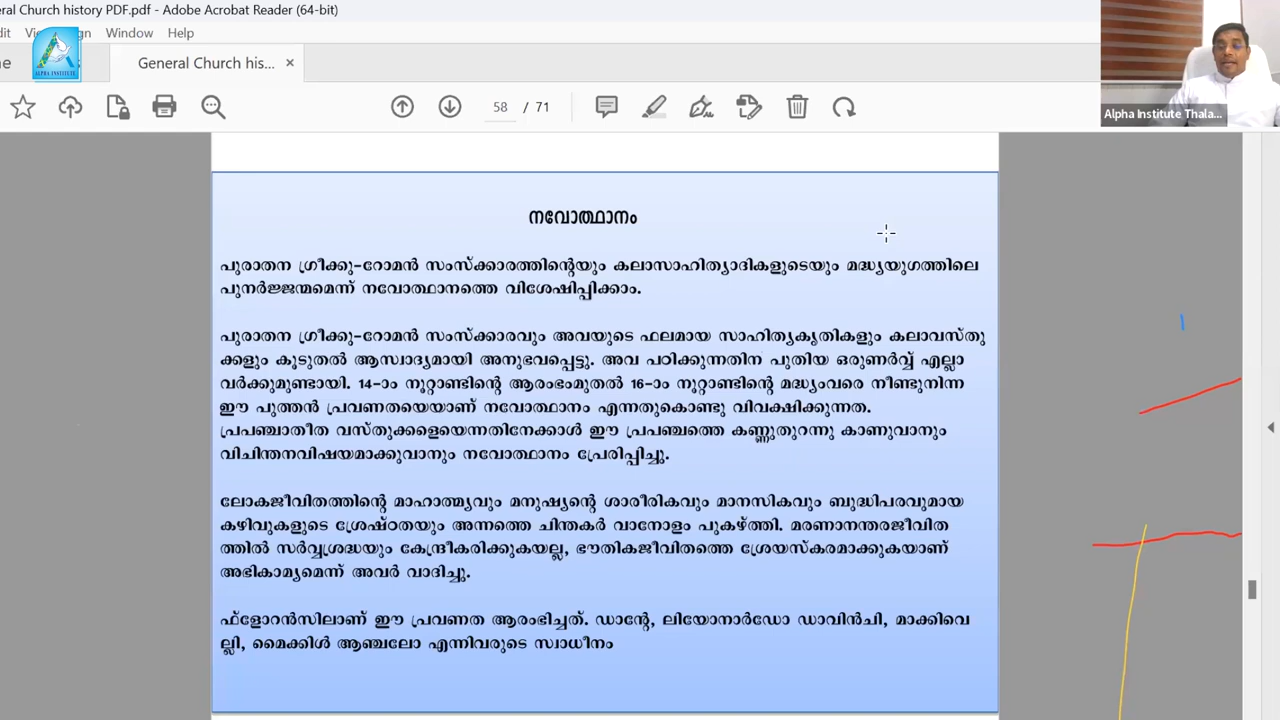 eral Church history PDF.pdf - Adobe Acrobat Reader (64-bit)
Window Help
ALPHA INSTITUTE
General Church his... ×
58 / 71
Alpha Institute Thala...
നവോത്ഥാനം
പുരാതന ഗ്രീക്കു-റോമൻ സംസ്ക്കാരത്തിന്റെയും കലാസാഹിത്യാദികളുടെയും മദ്ധ്യയുഗത്തിലെ
പുനർജ്ജന്മമെന്ന് നവോത്ഥാനത്തെ വിശേഷിപ്പിക്കാം.
പുരാതന ഗ്രീക്കു-റോമൻ സംസ്ക്കാരവും അവയുടെ ഫലമായ സാഹിത്യകൃതികളും കലാവസ്തു
ക്കളും കൂടുതൽ ആസ്വാദ്യമായി അനുഭവപ്പെട്ടു. അവ പഠിക്കുന്നതിന് പുതിയ ഒരുണർവ്വ് എല്ലാ
വർക്കുമുണ്ടായി. 14-ാം നൂറ്റാണ്ടിന്റെ ആരംഭംമുതൽ 16-ാം നൂറ്റാണ്ടിന്റെ മദ്ധ്യംവരെ നീണ്ടുനിന്ന
ഈ പുത്തൻ പ്രവണതയെയാണ് നവോത്ഥാനം എന്നതുകൊണ്ടു വിവക്ഷിക്കുന്നത.
പ്രപഞ്ചാതീത വസ്തുക്കളെയെന്നതിനേക്കാൾ ഈ പ്രപഞ്ചത്തെ കണ്ണുതുറന്നു കാണുവാനും
വിചിന്തനവിഷയമാക്കുവാനും നവോത്ഥാനം പ്രേരിപ്പിച്ചു.
ലോകജീവിതത്തിന്റെ മാഹാത്മ്യവും മനുഷ്യന്റെ ശാരീരികവും മാനസികവും ബുദ്ധിപരവുമായ
കഴിവുകളുടെ ശ്രേഷ്ഠതയും അന്നത്തെ ചിന്തകർ വാനോളം പുകഴ്ത്തി. മരണാനന്തരജീവിത
ത്തിൽ സർവ്വശ്രദ്ധയും കേന്ദ്രീകരിക്കുകയല്ല, ഭൗതികജീവിതത്തെ ശ്രേയസ്കരമാക്കുകയാണ്
അഭികാമ്യമെന്ന് അവർ വാദിച്ചു.
ഫ്ളോറൻസിലാണ് ഈ പ്രവണത ആരംഭിച്ചത്. ഡാന്റേ, ലിയോനാർഡോ ഡാവിൻചി, മാക്കിവെ
ല്ലി, മൈക്കിൾ ആഞ്ചലോ എന്നിവരുടെ സ്വാധീനം